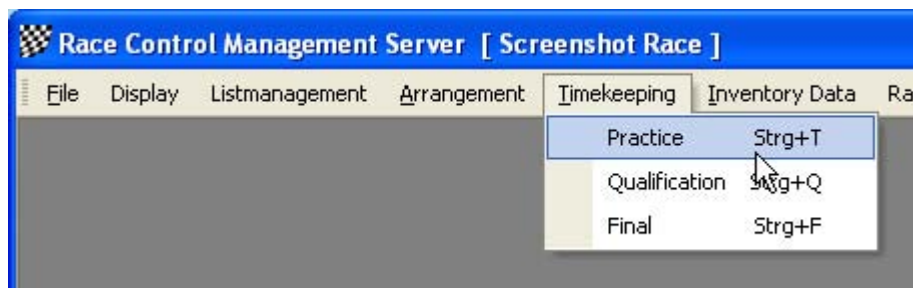 Race Control Management Server [ Screenshot Race ]
File Display Listmanagement Arrangement Timekeeping Inventory Data Ra
Practice Strg+T
Qualification Strg+Q
Final Strg+F